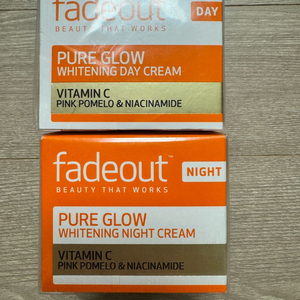 fadeout
DAY
BEAUTY THAT WORKS
PURE GLOW
WHITENING DAY CREAM
VITAMIN C
PINK POMELO & NIACINAMIDE
fadeout™
NIGHT
BEAUTY THAT WORKS
PURE GLOW
WHITENING NIGHT CREAM
VITAMIN C
PINK POMELO & NIACINAMIDE